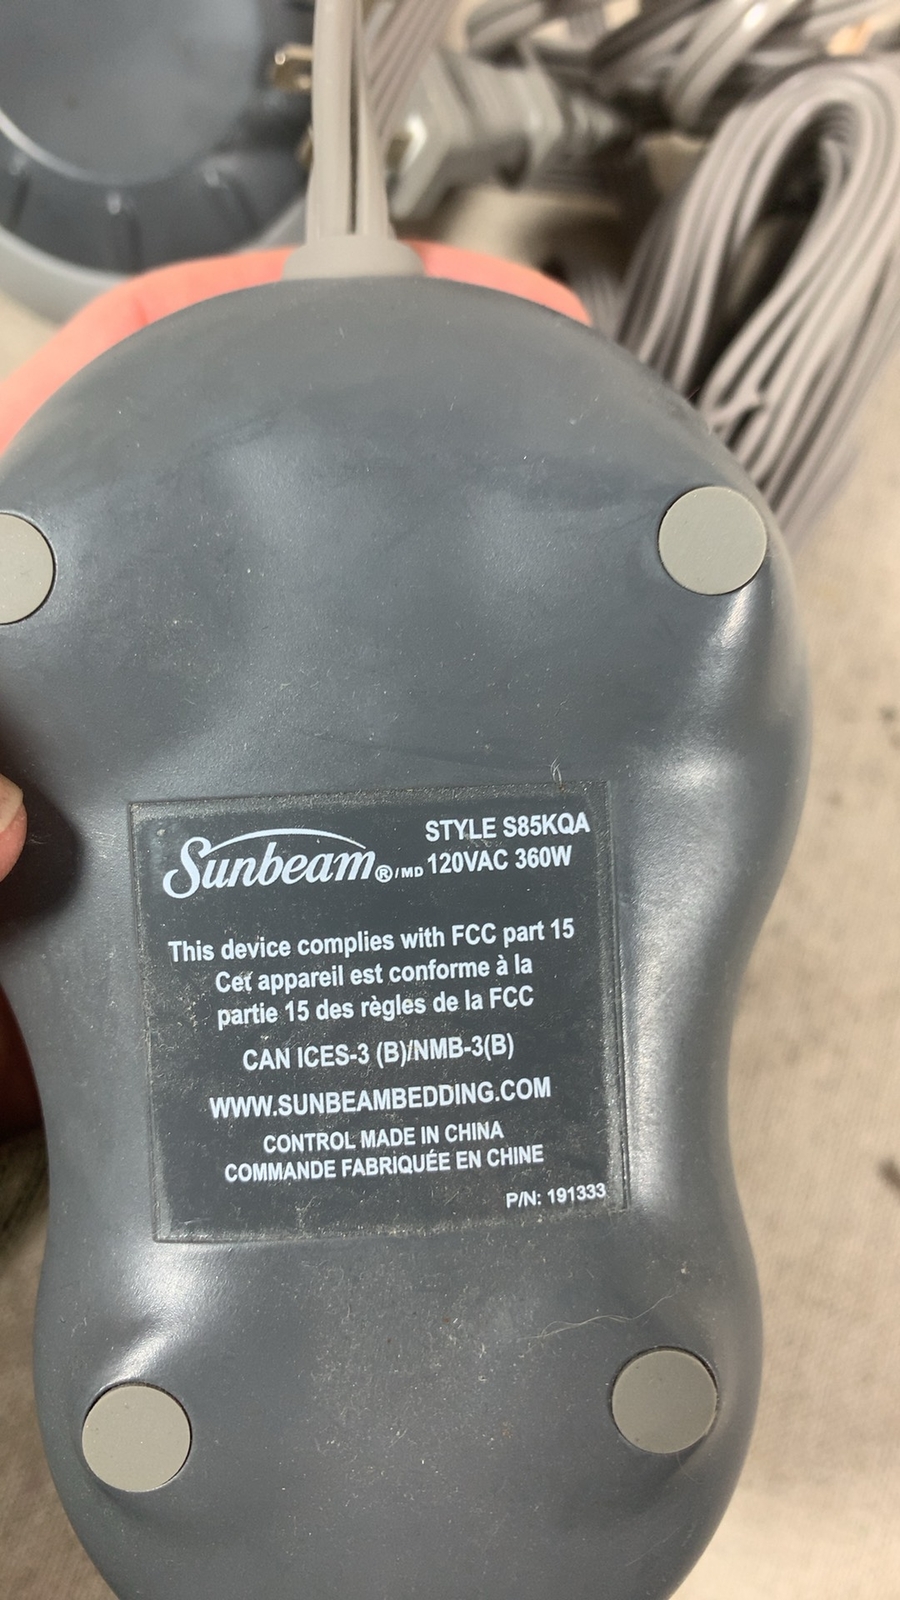 Sunbeam®/MD
STYLE S85KQA
120VAC 360W
This device complies with FCC part 15
Cet appareil est conforme à la
partie 15 des règles de la FCC
CAN ICES-3 (B)/NMB-3(B)
WWW.SUNBEAMBEDDING.COM
CONTROL MADE IN CHINA
COMMANDE FABRIQUÉE EN CHINE
P/N: 191333